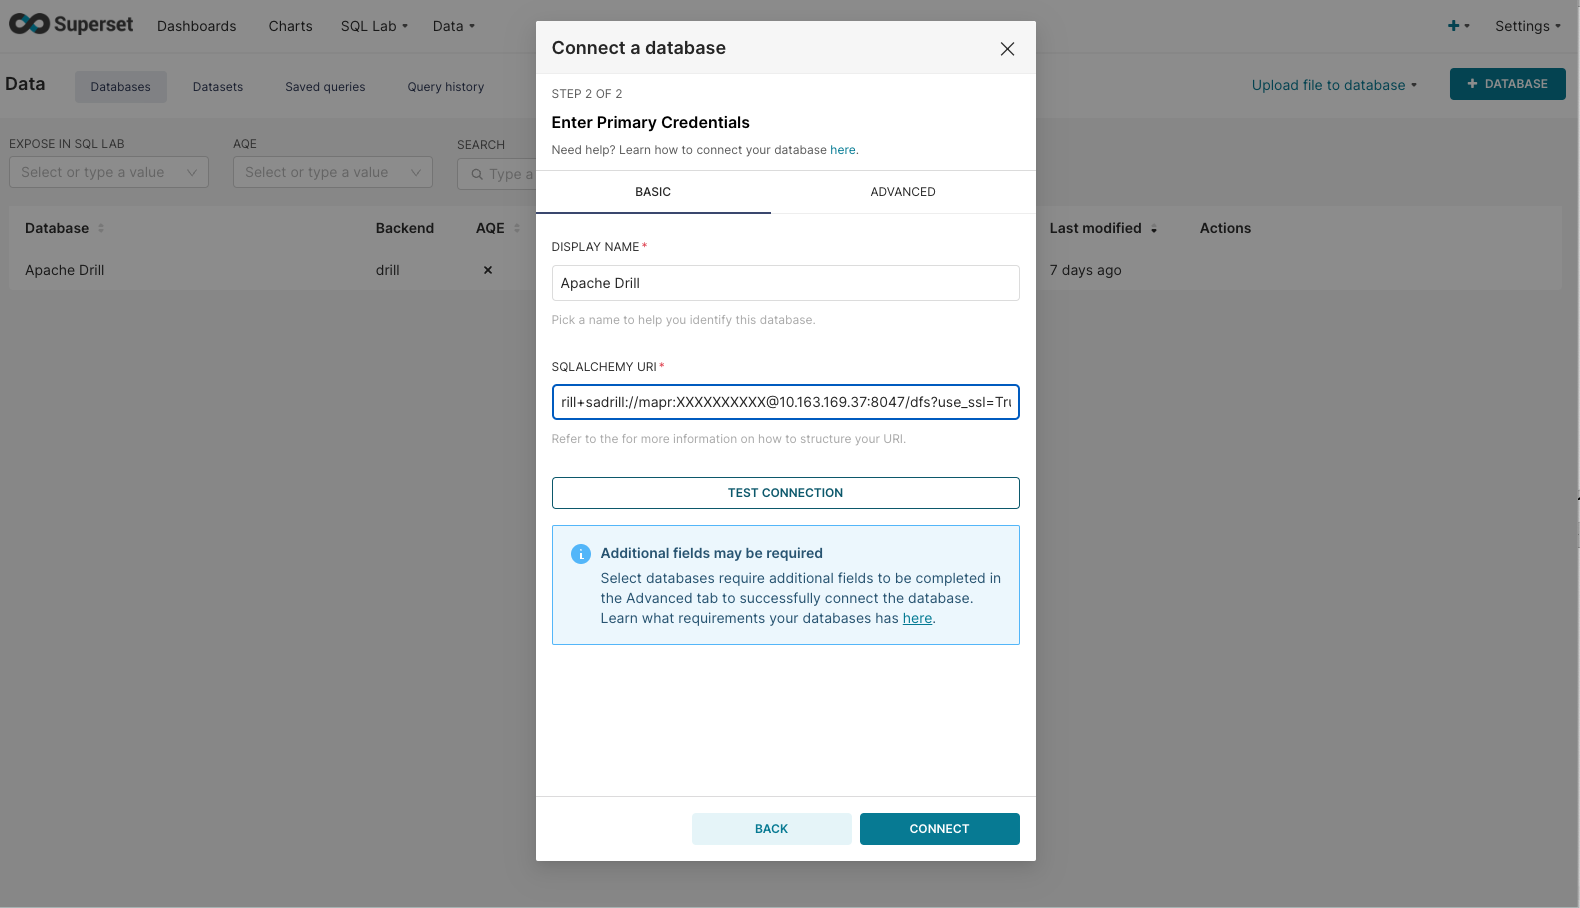 Superset
Dashboards
Charts
SQL Lab
Data
Settings
Data
Databases
Datasets
Saved queries
Query history
Upload file to database
+ DATABASE
EXPOSE IN SQL LAB
Select or type a value
AQE
Select or type a value
SEARCH
Type a
Database
Backend
AQE
Last modified
Actions
Apache Drill
drill
7 days ago
Connect a database
STEP 2 OF 2
Enter Primary Credentials
Need help? Learn how to connect your database here.
BASIC
ADVANCED
DISPLAY NAME*
Apache Drill
Pick a name to help you identify this database.
SQLALCHEMY URI*
rill+sadrill://mapr:XXXXXXXXXX@10.163.169.37:8047/dfs?use_ssl=Tru
Refer to the for more information on how to structure your URI.
TEST CONNECTION
Additional fields may be required
Select databases require additional fields to be completed in
the Advanced tab to successfully connect the database.
Learn what requirements your databases has here.
BACK
CONNECT